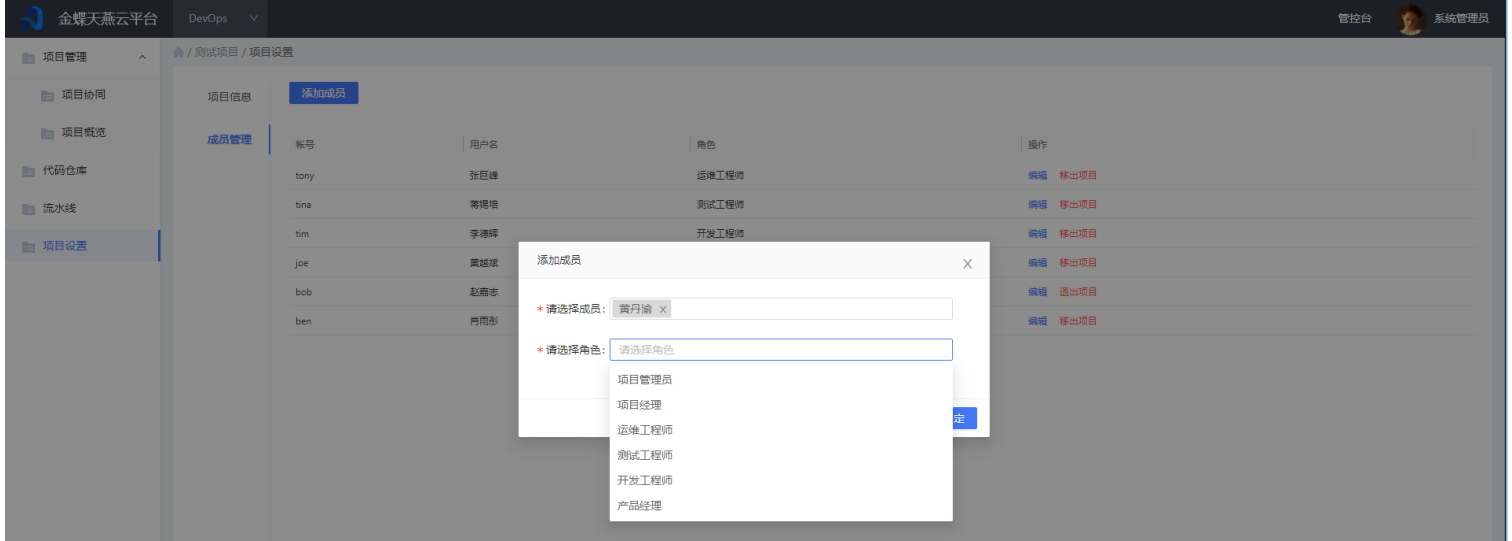 金蝶天燕云平台 DevOps 管控台 系统管理员
项目管理 / 测试项目 / 项目设置
项目协同 项目信息 添加成员
项目概览 成员管理
帐号 用户名 角色 操作
代码仓库 tony 张巨峰 运维工程师 编辑 移出项目
流水线 tina 蒋锡培 测试工程师 编辑 移出项目
项目设置 tim 李德辉 开发工程师 编辑 移出项目
joe 黄越斌 编辑 移出项目
bob 赵嘉志 编辑 退出项目
ben 肖雨彤 编辑 移出项目
添加成员
* 请选择成员: 黄丹渝 X
* 请选择角色: 请选择角色
项目管理员
项目经理
运维工程师
测试工程师
开发工程师
产品经理
定